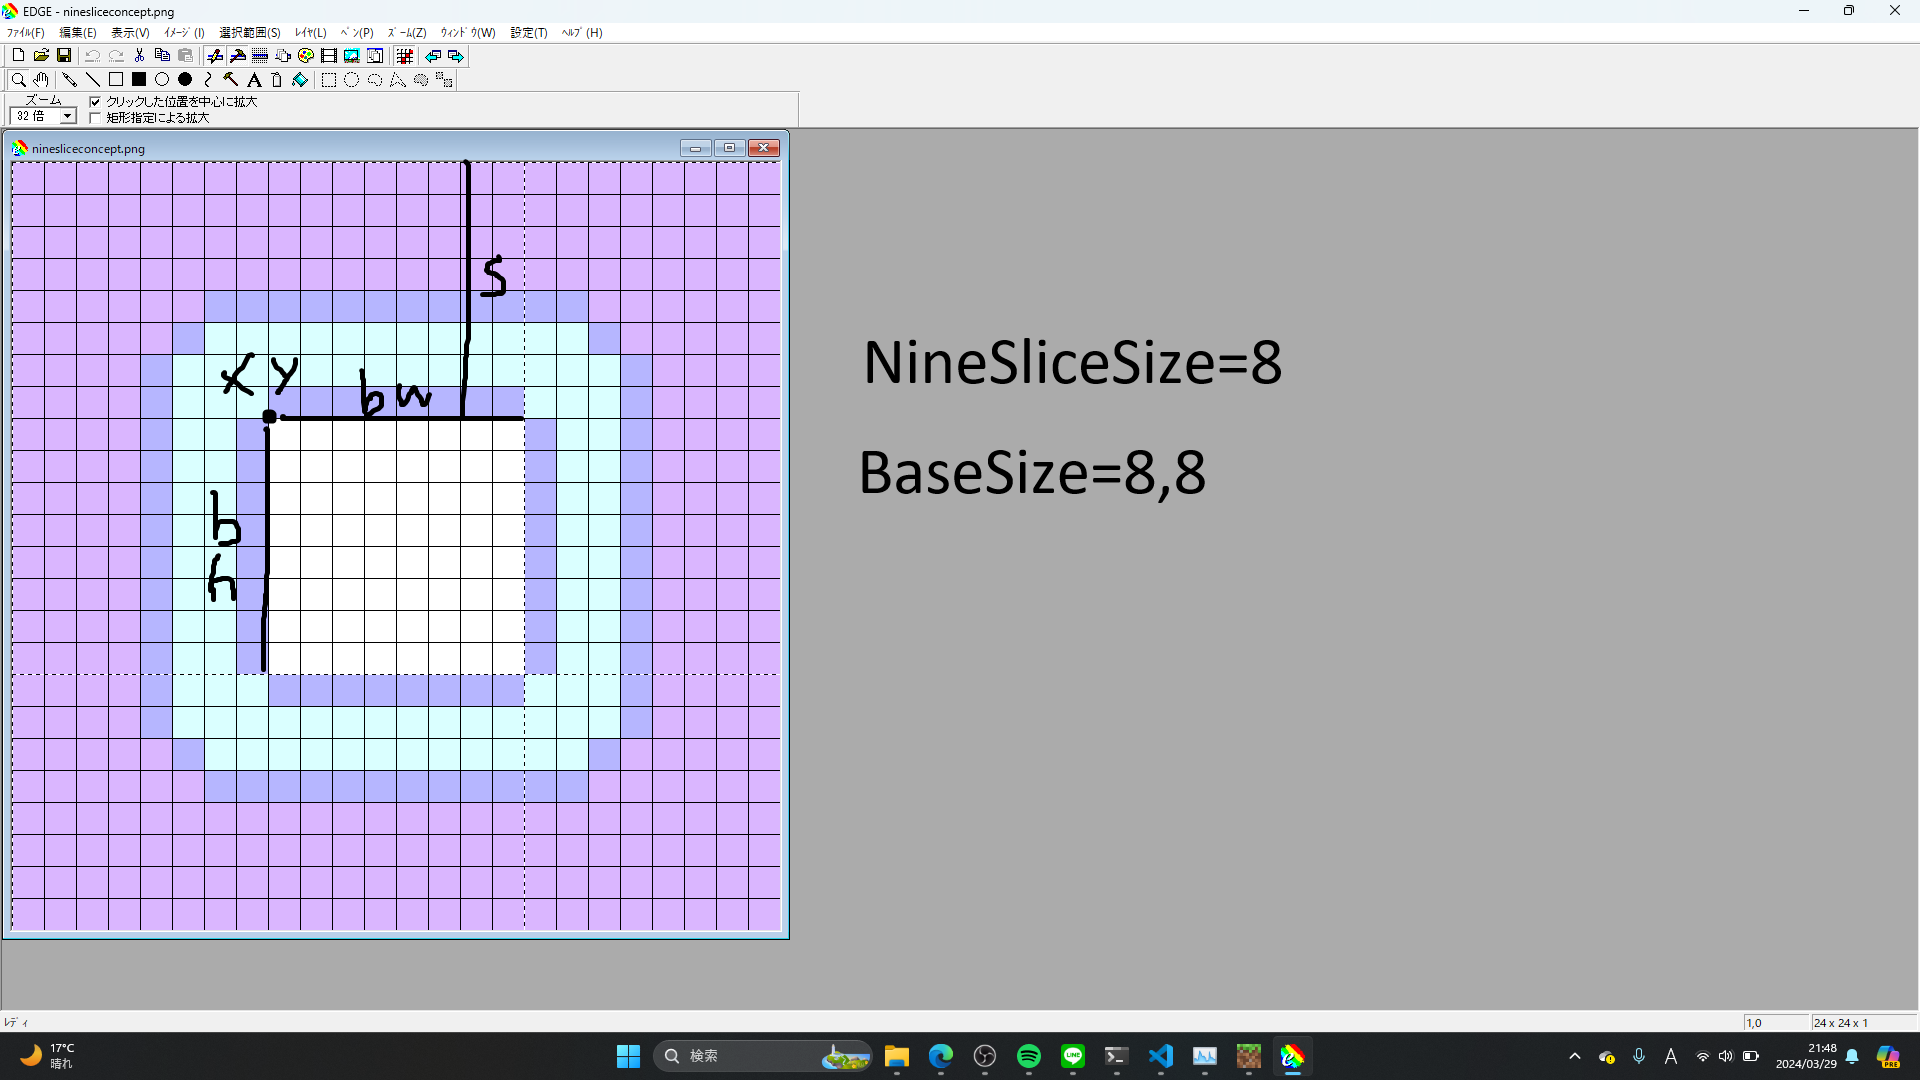 EDGE - ninesliceconcept.png
ﾌｧｲﾙ(F) 編集(E) 表示(V) ｲﾒｰｼﾞ(I) 選択範囲(S) ﾚｲﾔ(L) ﾍﾟﾝ(P) ｽﾞｰﾑ(Z) ｳｨﾝﾄﾞｳ(W) 設定(T) ﾍﾙﾌﾟ(H)
ズーム
32 倍
クリックした位置を中心に拡大
矩形指定による拡大
ninesliceconcept.png
S
X Y
b w
b
h
NineSliceSize=8
BaseSize=8,8
ﾚﾃﾞｨ
1,0
24 x 24 x 1
17°C
晴れ
検索
LINE
PRE
A
21:48
2024/03/29